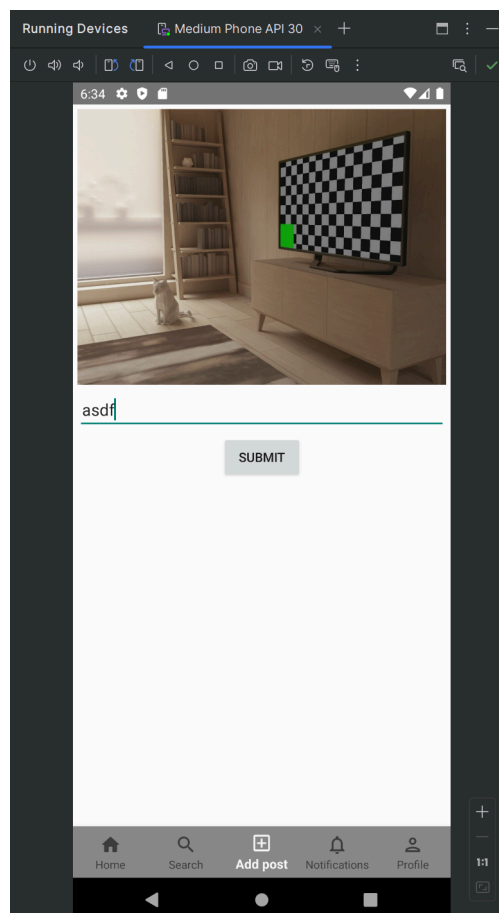 Running Devices Medium Phone API 30
6:34
asdf
SUBMIT
Home Search Add post Notifications Profile
1:1